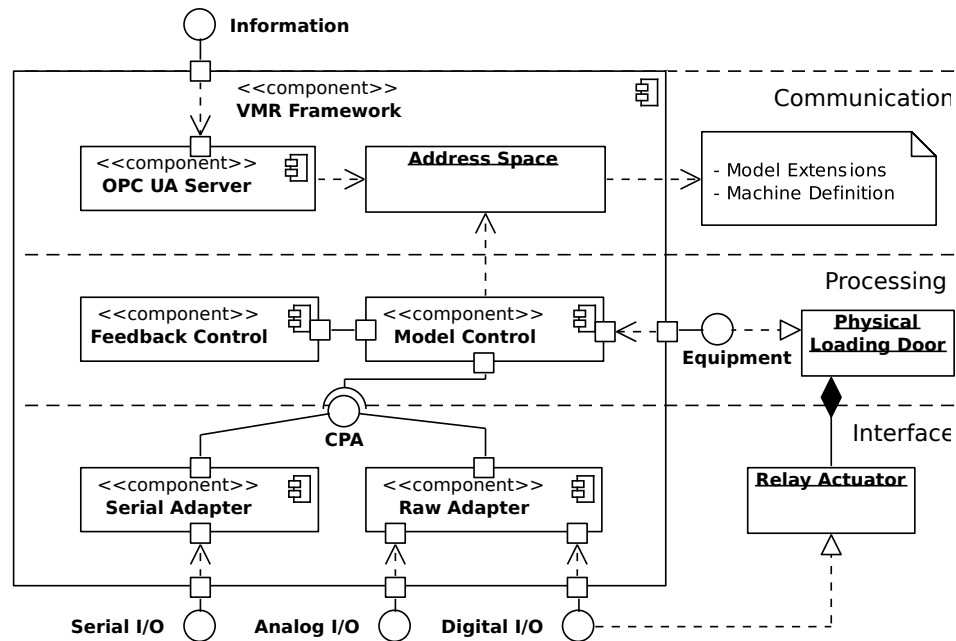 Information
<<component>>
VMR Framework
Communication
<<component>>
OPC UA Server
Address Space
- Model Extensions
- Machine Definition
Processing
<<component>>
Feedback Control
<<component>>
Model Control
Equipment
Physical
Loading Door
CPA
Interface
<<component>>
Serial Adapter
<<component>>
Raw Adapter
Relay Actuator
Serial I/O
Analog I/O
Digital I/O